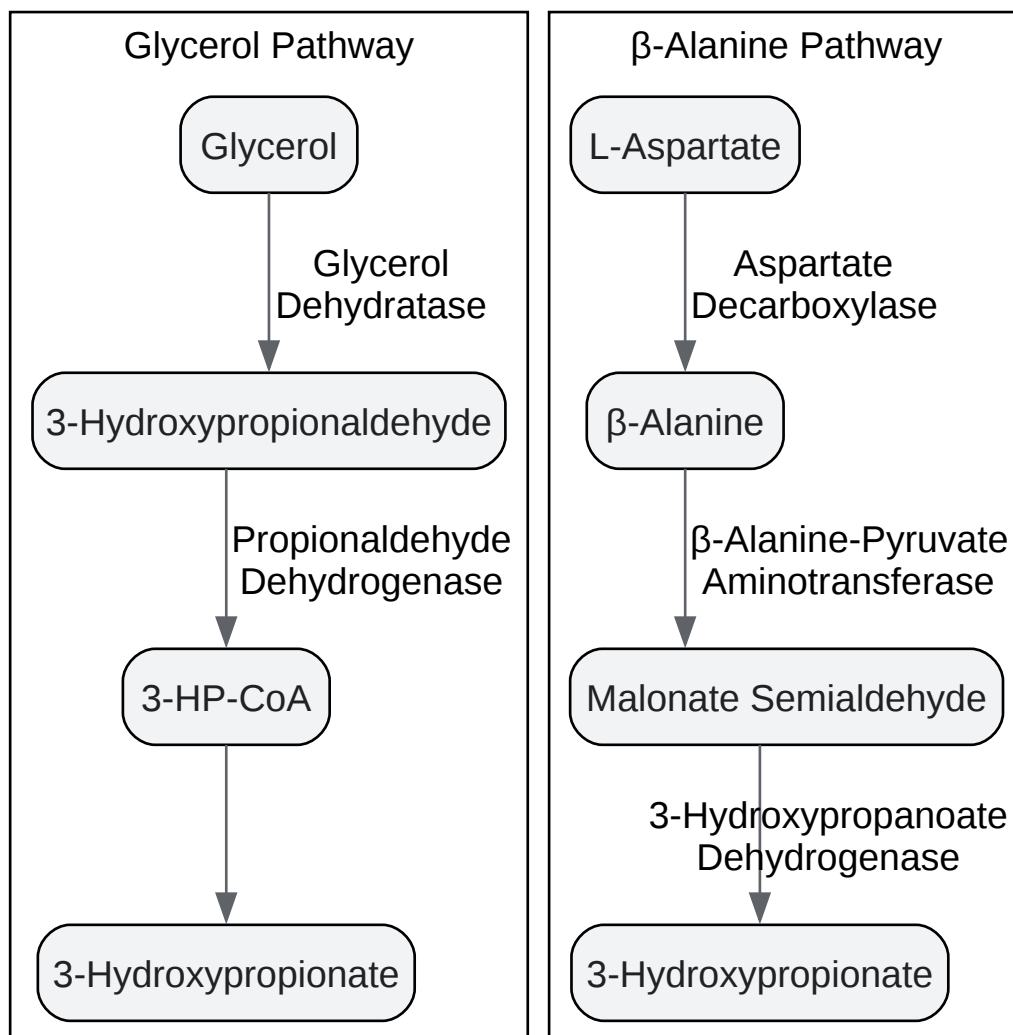 Glycerol Pathway
Glycerol
Glycerol
Dehydratase
3-Hydroxypropionaldehyde
Propionaldehyde
Dehydrogenase
3-HP-CoA
3-Hydroxypropionate
β-Alanine Pathway
L-Aspartate
Aspartate
Decarboxylase
β-Alanine
β-Alanine-Pyruvate
Aminotransferase
Malonate Semialdehyde
3-Hydroxypropanoate
Dehydrogenase
3-Hydroxypropionate